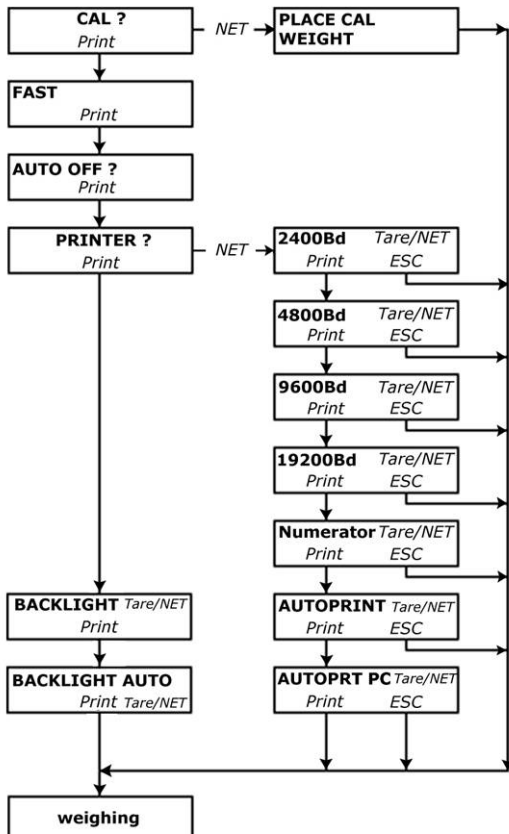 CAL ?
Print
NET
PLACE CAL
WEIGHT
FAST
Print
AUTO OFF ?
Print
PRINTER ?
Print
NET
2400Bd Tare/NET
Print ESC
4800Bd Tare/NET
Print ESC
9600Bd Tare/NET
Print ESC
19200Bd Tare/NET
Print ESC
Numerator Tare/NET
Print ESC
BACKLIGHT Tare/NET
Print
AUTOPRINT Tare/NET
Print ESC
BACKLIGHT AUTO
Print Tare/NET
AUTOPRT PC Tare/NET
Print ESC
weighing